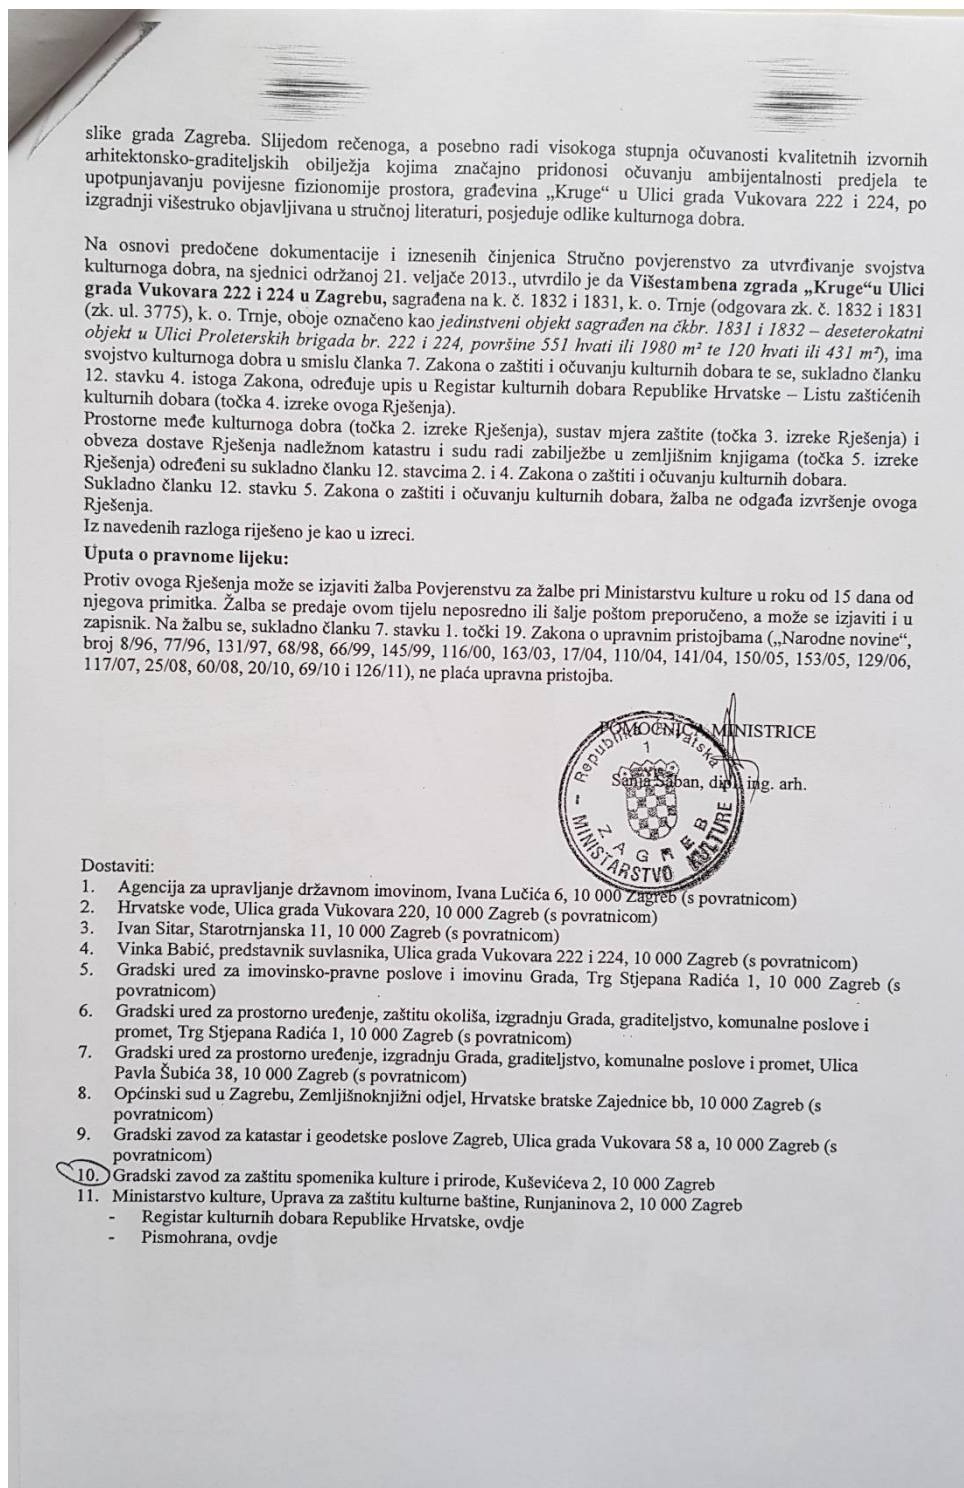 slike grada Zagreba. Slijedom rečenoga, a posebno radi visokoga stupnja očuvanosti kvalitetnih izvornih
arhitektonsko-graditeljskih obilježja kojima značajno pridonosi očuvanju ambijentalnosti predjela te
upotpunjavanju povijesne fizionomije prostora, građevina „Kruge“ u Ulici grada Vukovara 222 i 224, po
izgradnji višestruko objavljivana u stručnoj literaturi, posjeduje odlike kulturnoga dobra.
Na osnovi predočene dokumentacije i iznesenih činjenica Stručno povjerenstvo za utvrđivanje svojstva
kulturnoga dobra, na sjednici održanoj 21. veljače 2013., utvrdilo je da Višestambena zgrada „Kruge“u Ulici
grada Vukovara 222 i 224 u Zagrebu, sagrađena na k. č. 1832 i 1831, k. o. Trnje (odgovara zk. č. 1832 i 1831
(zk. ul. 3775), k. o. Trnje, oboje označeno kao jedinstveni objekt sagrađen na čkbr. 1831 i 1832 – deseterokatni
objekt u Ulici Proleterskih brigada br. 222 i 224, površine 551 hvati ili 1980 m² te 120 hvati ili 431 m²), ima
svojstvo kulturnoga dobra u smislu članka 7. Zakona o zaštiti i očuvanju kulturnih dobara te se, sukladno članku
12. stavku 4. istoga Zakona, određuje upis u Registar kulturnih dobara Republike Hrvatske – Listu zaštićenih
kulturnih dobara (točka 4. izreke ovoga Rješenja).
Prostorne međe kulturnoga dobra (točka 2. izreke Rješenja), sustav mjera zaštite (točka 3. izreke Rješenja) i
obveza dostave Rješenja nadležnom katastru i sudu radi zabilježbe u zemljišnim knjigama (točka 5. izreke
Rješenja) određeni su sukladno članku 12. stavcima 2. i 4. Zakona o zaštiti i očuvanju kulturnih dobara.
Sukladno članku 12. stavku 5. Zakona o zaštiti i očuvanju kulturnih dobara, žalba ne odgađa izvršenje ovoga
Rješenja.
Iz navedenih razloga riješeno je kao u izreci.
Uputa o pravnome lijeku:
Protiv ovoga Rješenja može se izjaviti žalba Povjerenstvu za žalbe pri Ministarstvu kulture u roku od 15 dana od
njegova primitka. Žalba se predaje ovom tijelu neposredno ili šalje poštom preporučeno, a može se izjaviti i u
zapisnik. Na žalbu se, sukladno članku 7. stavku 1. točki 19. Zakona o upravnim pristojbama („Narodne novine“,
broj 8/96, 77/96, 131/97, 68/98, 66/99, 145/99, 116/00, 163/03, 17/04, 110/04, 141/04, 150/05, 153/05, 129/06,
117/07, 25/08, 60/08, 20/10, 69/10 i 126/11), ne plaća upravna pristojba.
POMOĆNICA MINISTRICE
Sanja Šaban, dipl. ing. arh.
Republika Hrvatska
1
ZAGREB
MINISTARSTVO KULTURE
Dostaviti:
1. Agencija za upravljanje državnom imovinom, Ivana Lučića 6, 10 000 Zagreb (s povratnicom)
2. Hrvatske vode, Ulica grada Vukovara 220, 10 000 Zagreb (s povratnicom)
3. Ivan Sitar, Starotrnjanska 11, 10 000 Zagreb (s povratnicom)
4. Vinka Babić, predstavnik suvlasnika, Ulica grada Vukovara 222 i 224, 10 000 Zagreb (s povratnicom)
5. Gradski ured za imovinsko-pravne poslove i imovinu Grada, Trg Stjepana Radića 1, 10 000 Zagreb (s
povratnicom)
6. Gradski ured za prostorno uređenje, zaštitu okoliša, izgradnju Grada, graditeljstvo, komunalne poslove i
promet, Trg Stjepana Radića 1, 10 000 Zagreb (s povratnicom)
7. Gradski ured za prostorno uređenje, izgradnju Grada, graditeljstvo, komunalne poslove i promet, Ulica
Pavla Šubića 38, 10 000 Zagreb (s povratnicom)
8. Općinski sud u Zagrebu, Zemljišnoknjižni odjel, Hrvatske bratske Zajednice bb, 10 000 Zagreb (s
povratnicom)
9. Gradski zavod za katastar i geodetske poslove Zagreb, Ulica grada Vukovara 58 a, 10 000 Zagreb (s
povratnicom)
10. Gradski zavod za zaštitu spomenika kulture i prirode, Kuševićeva 2, 10 000 Zagreb
11. Ministarstvo kulture, Uprava za zaštitu kulturne baštine, Runjaninova 2, 10 000 Zagreb
- Registar kulturnih dobara Republike Hrvatske, ovdje
- Pismohrana, ovdje